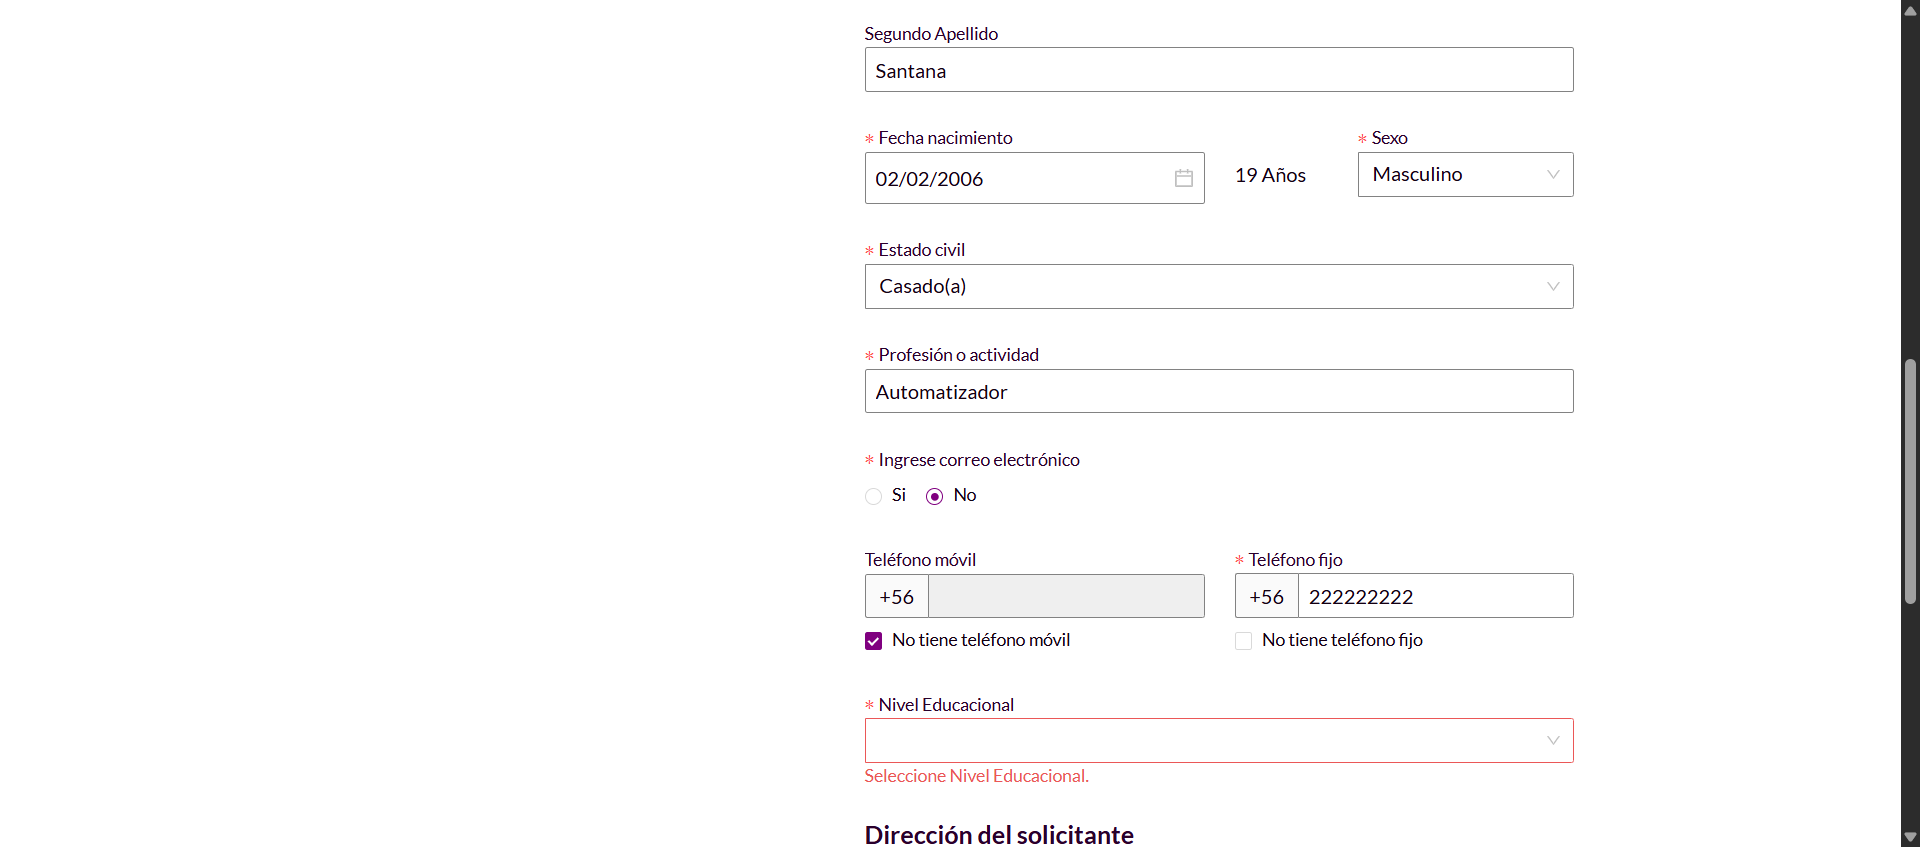 Segundo Apellido
Santana
* Fecha nacimiento
* Sexo
02/02/2006
19 Años
Masculino
* Estado civil
Casado(a)
* Profesión o actividad
Automatizador
* Ingrese correo electrónico
Si
No
Teléfono móvil
* Teléfono fijo
+56
+56 222222222
No tiene teléfono móvil
No tiene teléfono fijo
* Nivel Educacional
Seleccione Nivel Educacional.
Dirección del solicitante